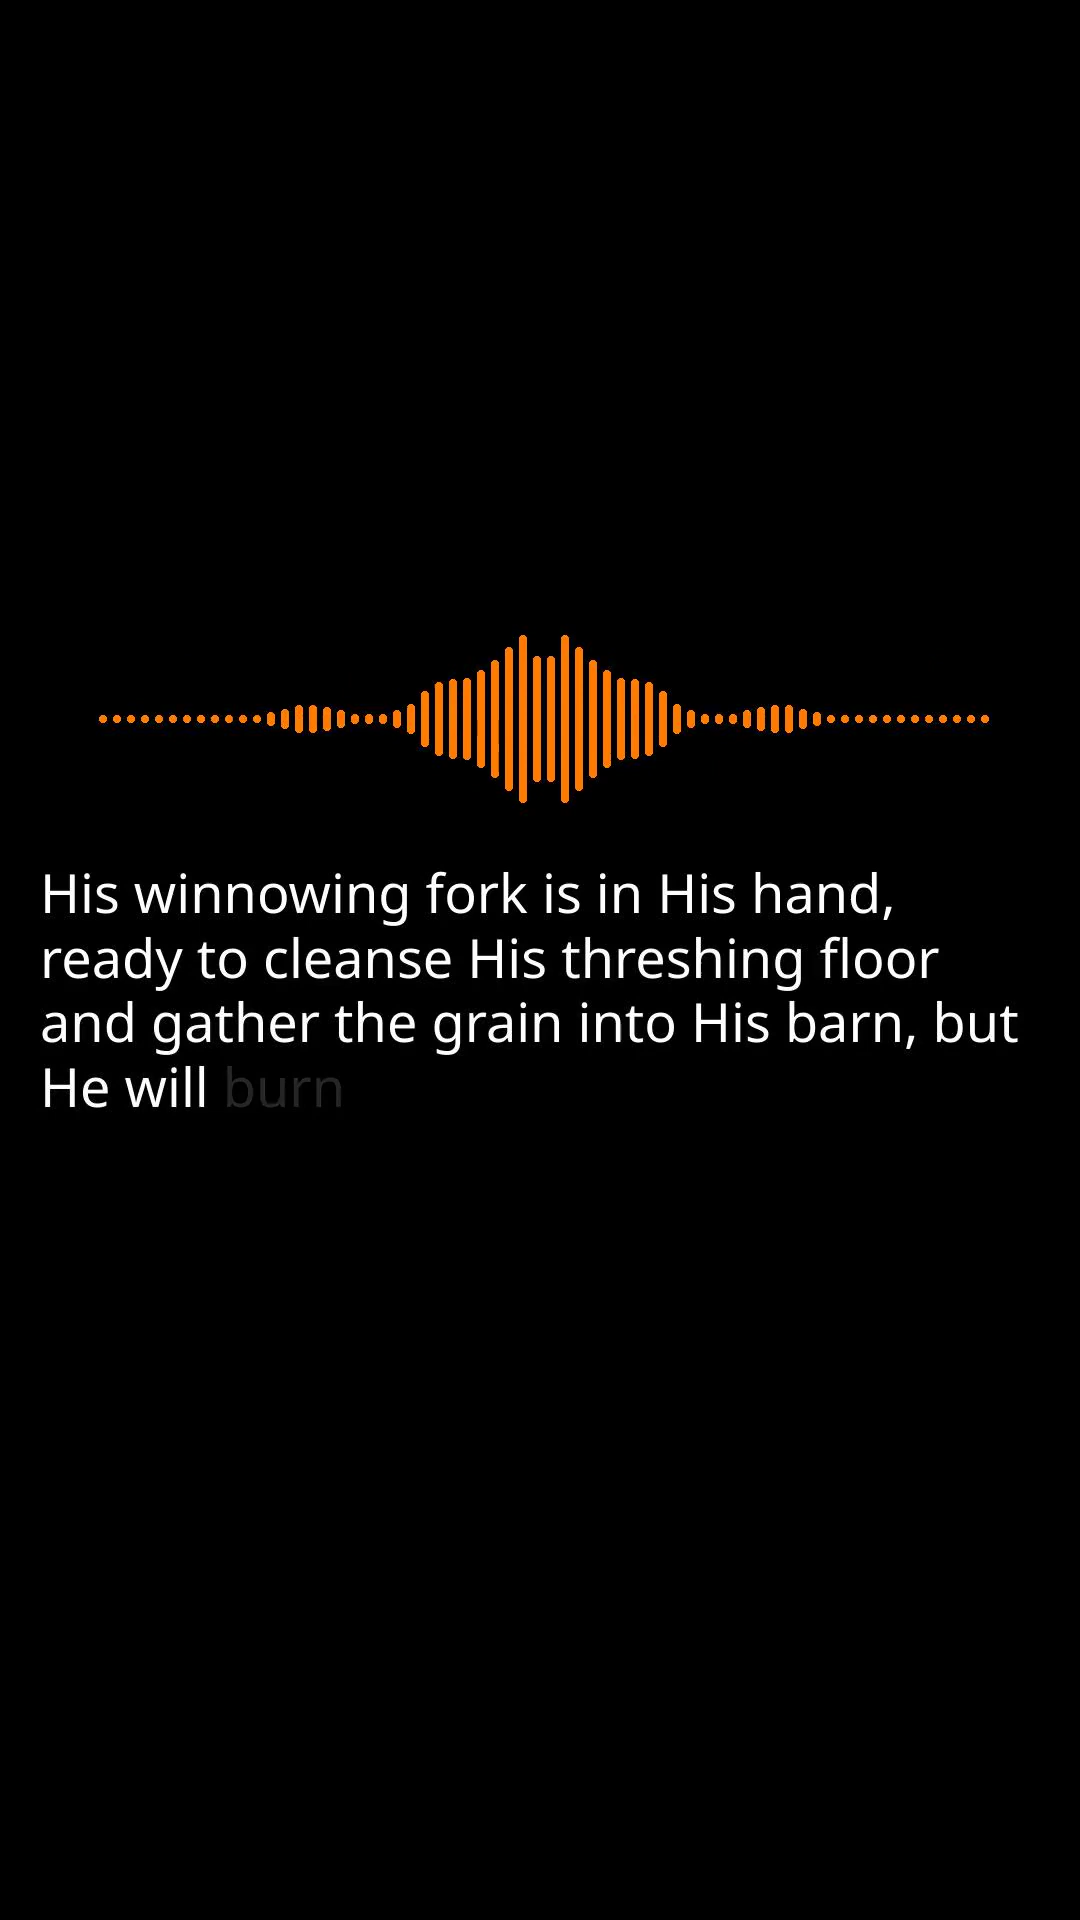 His winnowing fork is in His hand,
ready to cleanse His threshing floor
and gather the grain into His barn, but
He will burn